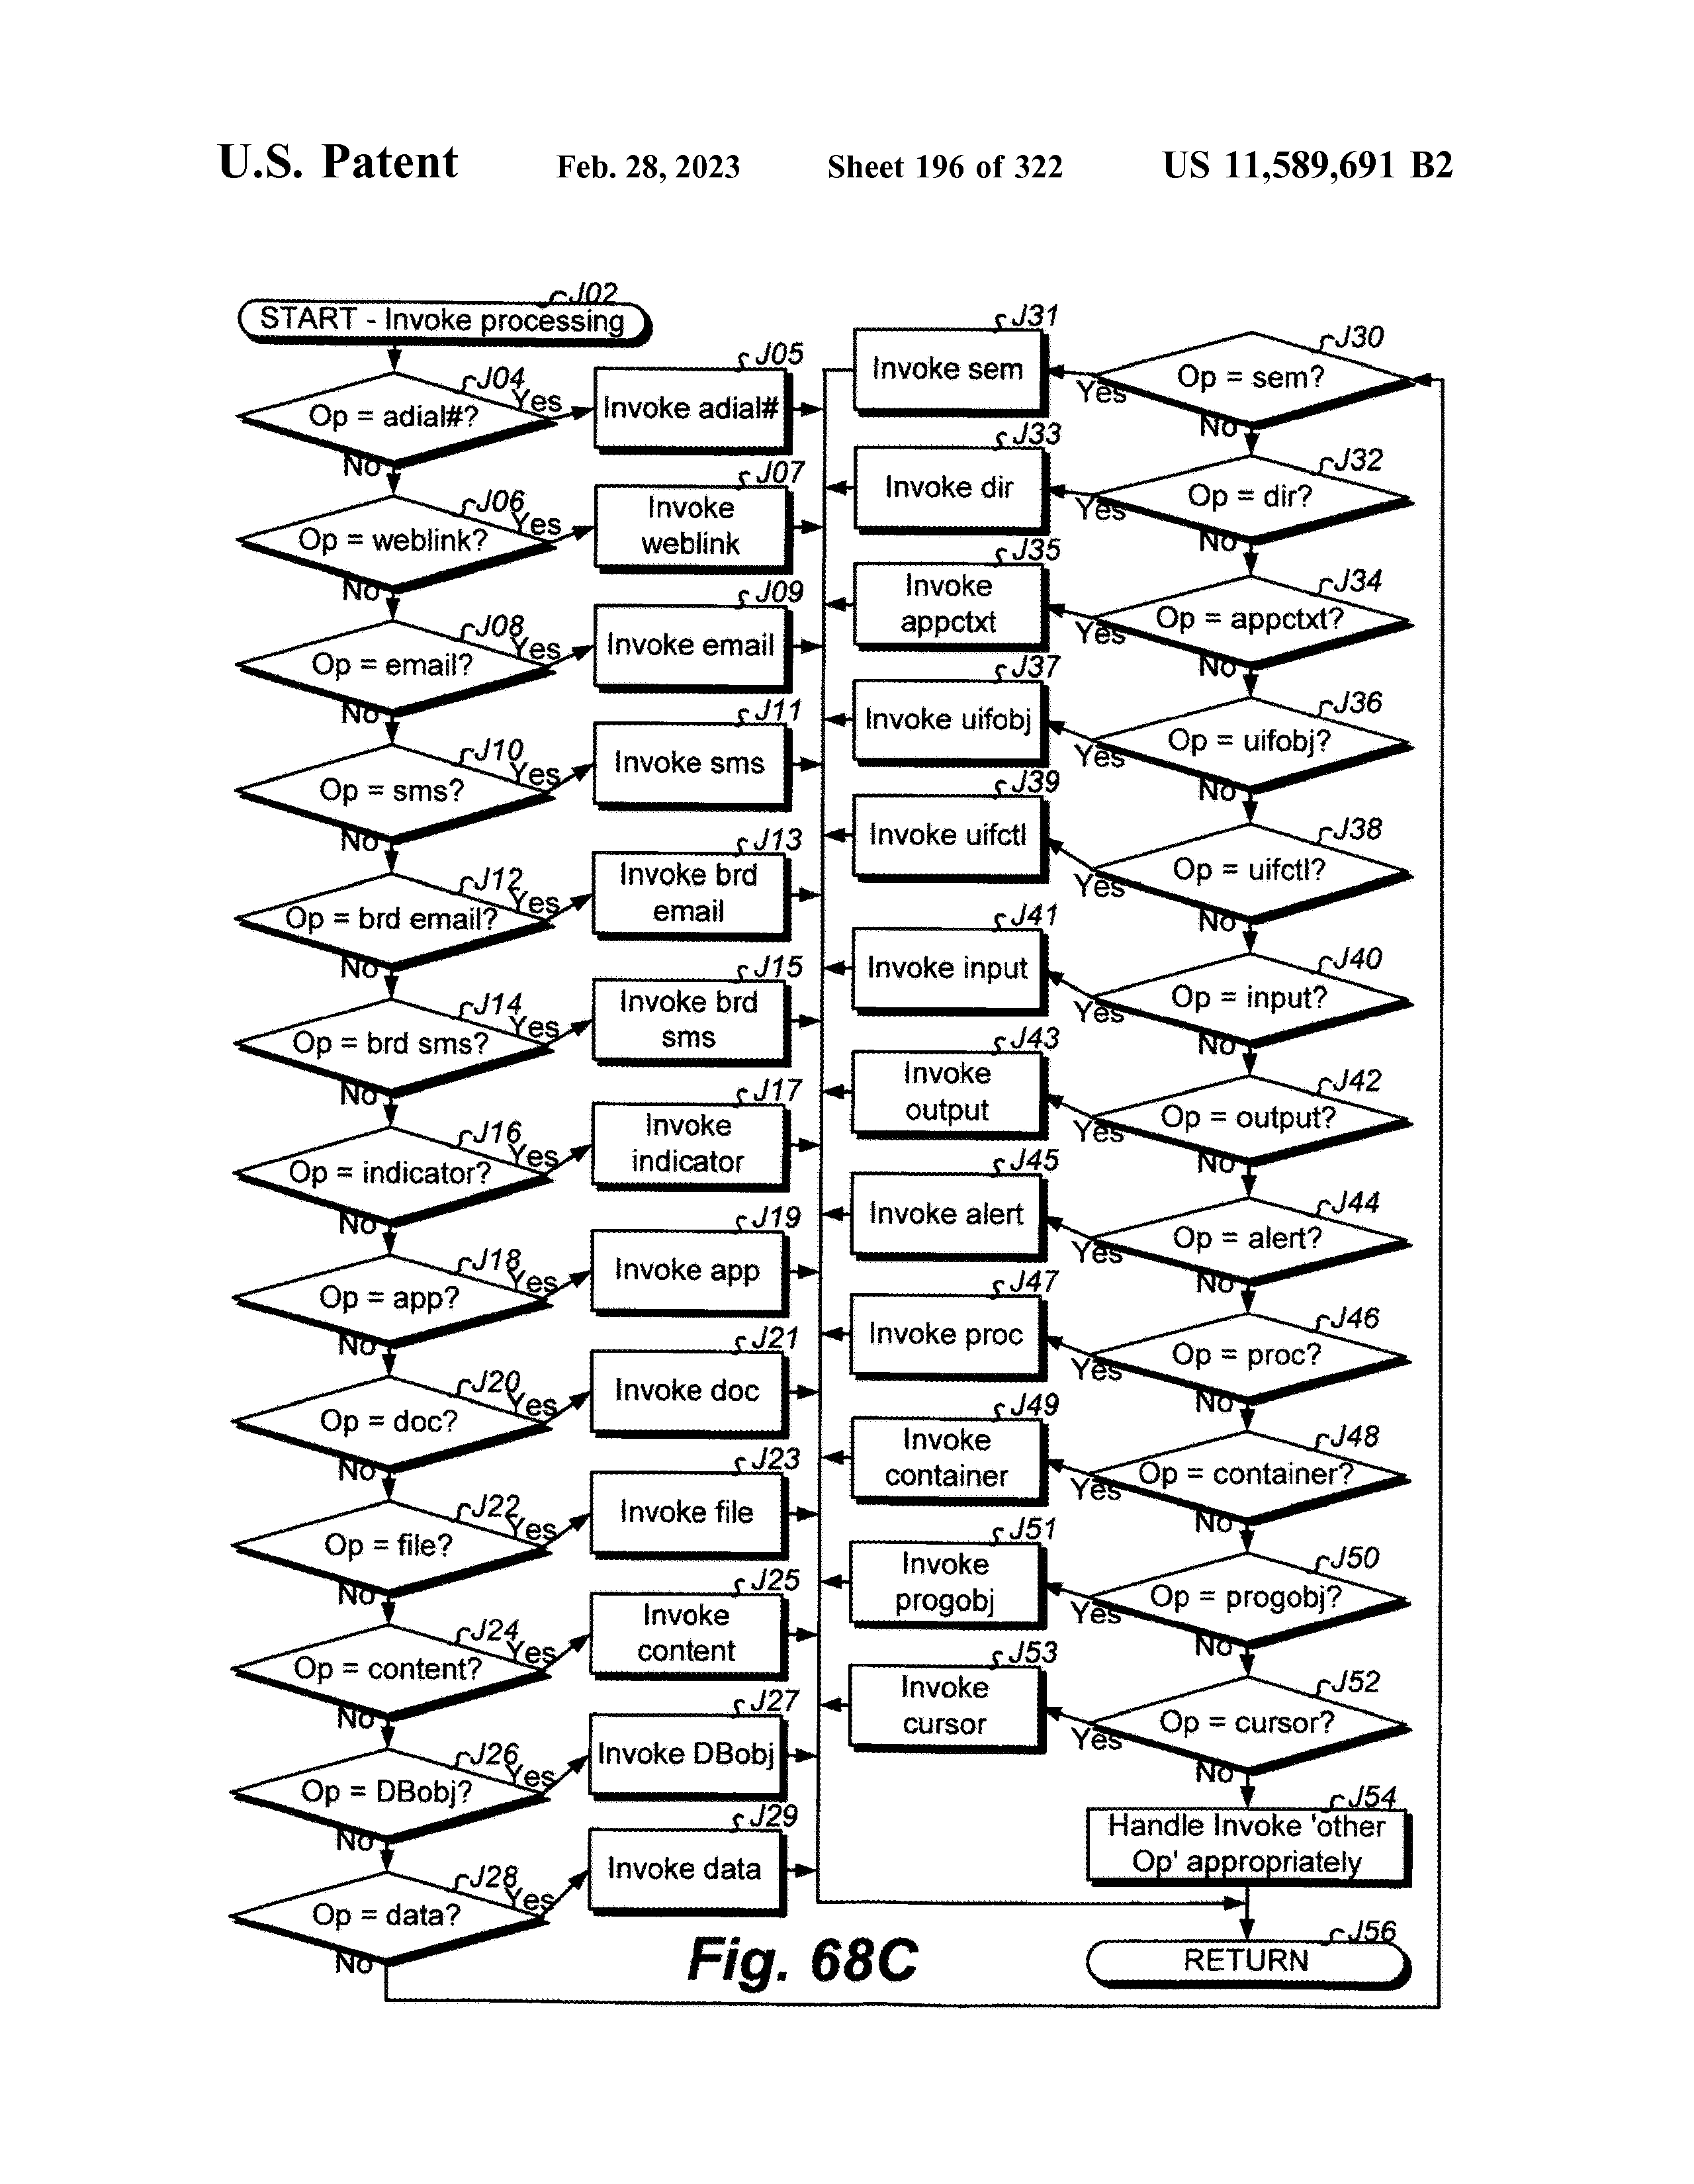 U.S. Patent Feb. 28, 2023 Sheet 196 of 322 US 11,589,691 B2
J02
START - Invoke processing
J04
Op = adial#?
Yes
No
J05
Invoke adial#
J06
Op = weblink?
Yes
No
J07
Invoke
weblink
J08
Op = email?
Yes
No
J09
Invoke email
J10
Op = sms?
Yes
No
J11
Invoke sms
J12
Op = brd email?
Yes
No
J13
Invoke brd
email
J14
Op = brd sms?
Yes
No
J15
Invoke brd
sms
J16
Op = indicator?
Yes
No
J17
Invoke
indicator
J18
Op = app?
Yes
No
J19
Invoke app
J20
Op = doc?
Yes
No
J21
Invoke doc
J22
Op = file?
Yes
No
J23
Invoke file
J24
Op = content?
Yes
No
J25
Invoke
content
J26
Op = DBobj?
Yes
No
J27
Invoke DBobj
J28
Op = data?
Yes
No
J29
Invoke data
J30
Op = sem?
Yes
No
J31
Invoke sem
J32
Op = dir?
Yes
No
J33
Invoke dir
J34
Op = appctxt?
Yes
No
J35
Invoke
appctxt
J36
Op = uifobj?
Yes
No
J37
Invoke uifobj
J38
Op = uifctl?
Yes
No
J39
Invoke uifctl
J40
Op = input?
Yes
No
J41
Invoke input
J42
Op = output?
Yes
No
J43
Invoke
output
J44
Op = alert?
Yes
No
J45
Invoke alert
J46
Op = proc?
Yes
No
J47
Invoke proc
J48
Op = container?
Yes
No
J49
Invoke
container
J50
Op = progobj?
Yes
No
J51
Invoke
progobj
J52
Op = cursor?
Yes
No
J53
Invoke
cursor
J54
Handle Invoke 'other
Op' appropriately
J56
RETURN
Fig. 68C